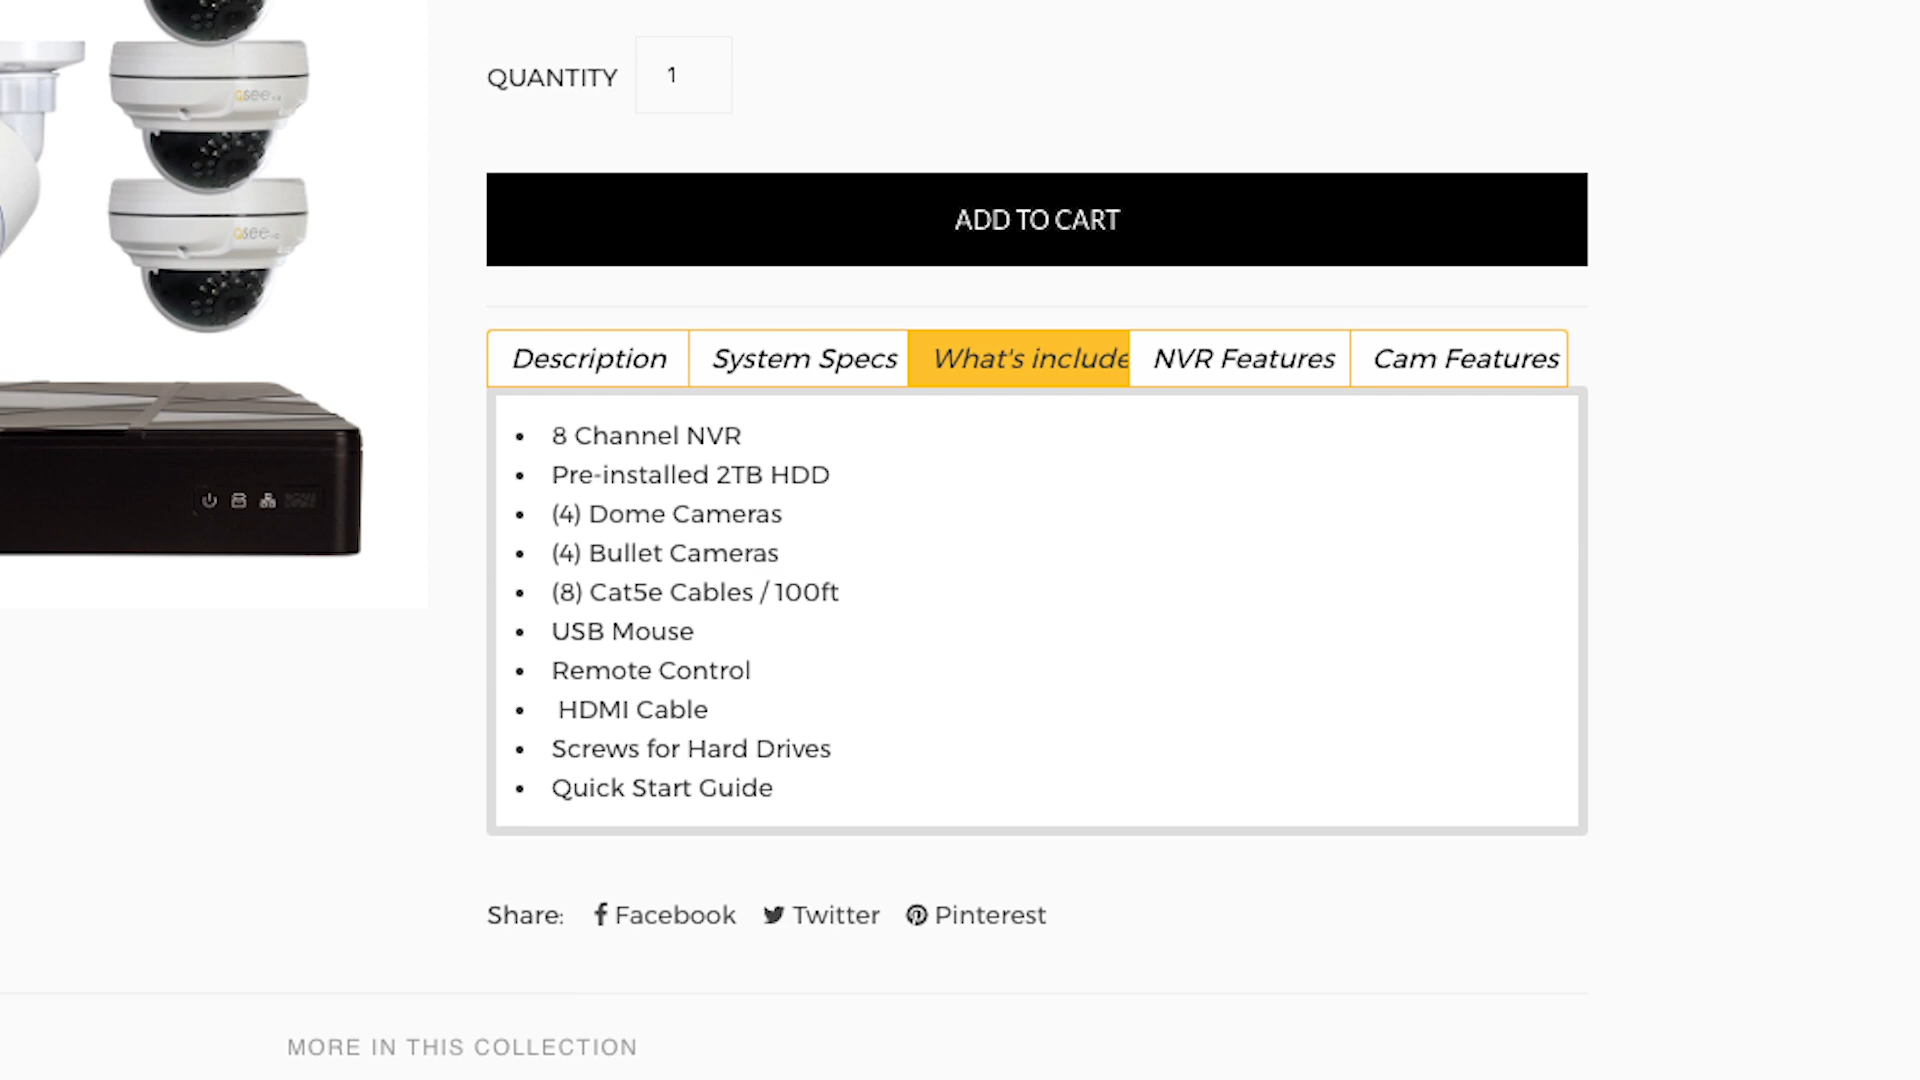 Qsee
Qsee
QUANTITY 1
ADD TO CART
Description System Specs What's include NVR Features Cam Features
• 8 Channel NVR
• Pre-installed 2TB HDD
• (4) Dome Cameras
• (4) Bullet Cameras
• (8) Cat5e Cables / 100ft
• USB Mouse
• Remote Control
• HDMI Cable
• Screws for Hard Drives
• Quick Start Guide
Share: Facebook Twitter Pinterest
MORE IN THIS COLLECTION